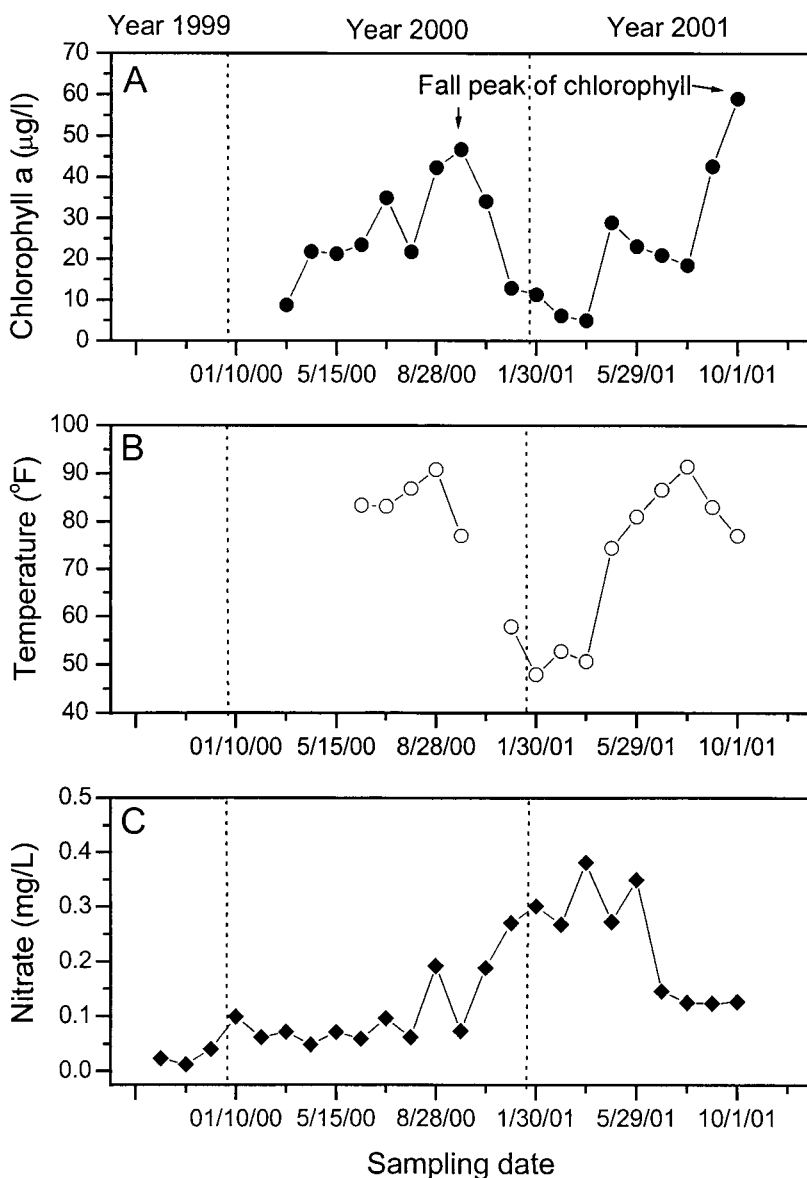 Year 1999 Year 2000 Year 2001
A
Fall peak of chlorophyll
Chlorophyll a (µg/l)
70
60
50
40
30
20
10
0
01/10/00 5/15/00 8/28/00 1/30/01 5/29/01 10/1/01
B
Temperature (°F)
100
90
80
70
60
50
40
01/10/00 5/15/00 8/28/00 1/30/01 5/29/01 10/1/01
C
Nitrate (mg/L)
0.5
0.4
0.3
0.2
0.1
0.0
01/10/00 5/15/00 8/28/00 1/30/01 5/29/01 10/1/01
Sampling date